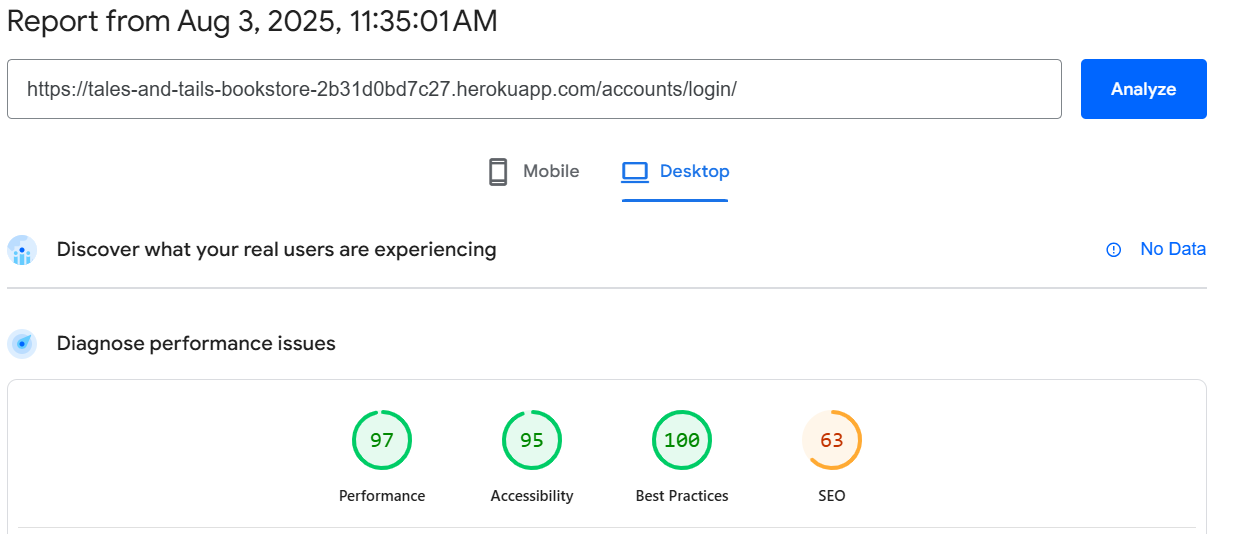 Report from Aug 3, 2025, 11:35:01 AM
https://tales-and-tails-bookstore-2b31d0bd7c27.herokuapp.com/accounts/login/
Analyze
Mobile
Desktop
Discover what your real users are experiencing
No Data
Diagnose performance issues
97
95
100
63
Performance
Accessibility
Best Practices
SEO